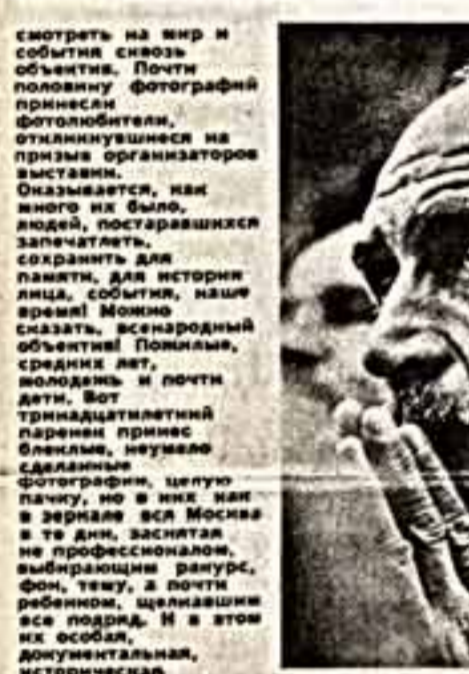 смотреть на мир и
события сквозь
объектив. Почти
половину фотографий
принесли
фотолюбители,
откликнувшиеся на
призыв организаторов
выставки.
Оказывается, как
много их было,
людей, постаравшихся
запечатлеть,
сохранить для
памяти, для истории
лица, события, наше
время! Можно
сказать, всенародный
объектив! Пожилые,
средних лет,
молодежь и почти
дети. Вот
тринадцатилетний
паренек принес
блеклые, неумело
сделанные
фотографии, целую
пачку, но в них как
в зеркале вся Москва
в те дни, заснятая
не профессионалом,
выбирающим ракурс,
фон, тему, а почти
ребенком, щелкавшим
все подряд. И в этом
их особая,
документальная,
историческая